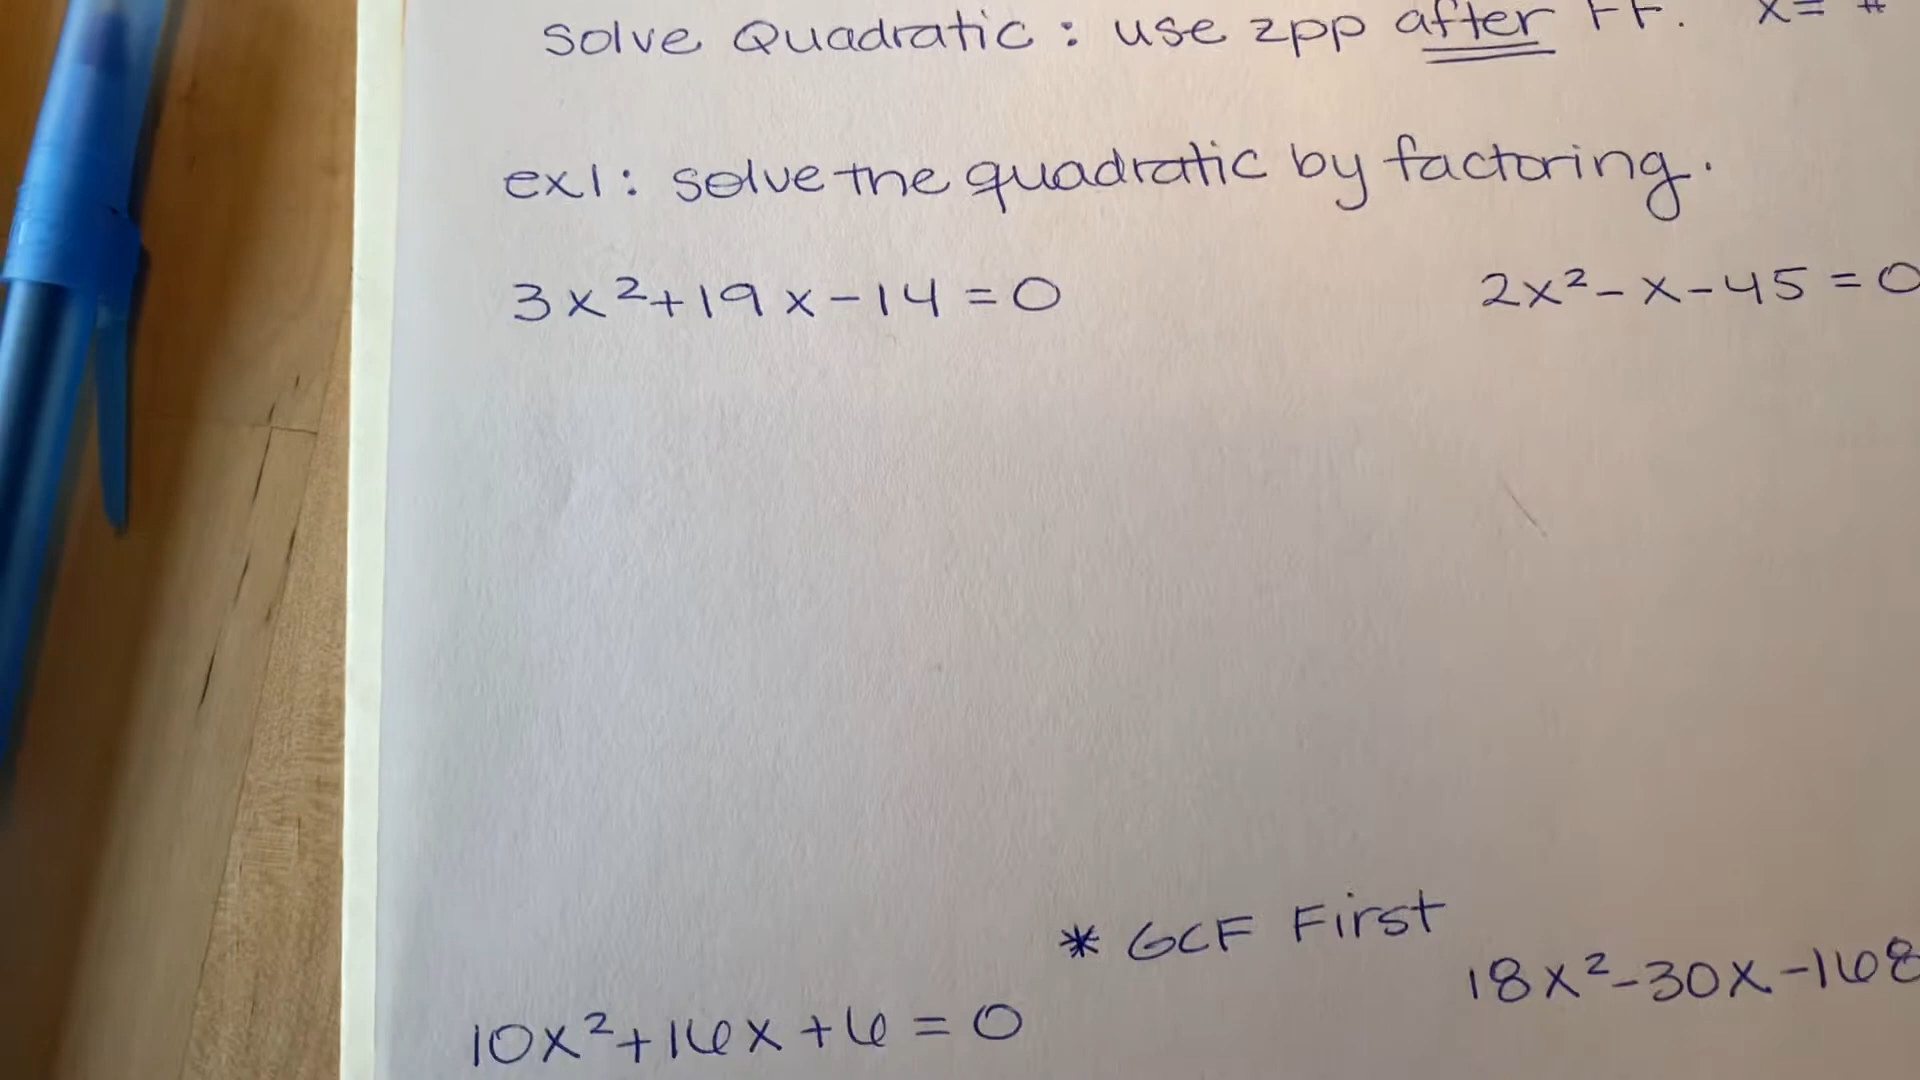 solve Quadratic : use zpp after FF. x= #
ex1: solve the quadratic by factoring.
3x²+19x-14=0
2x²-x-45=0
* GCF First
10x²+16x+6=0
18x²-30x-168